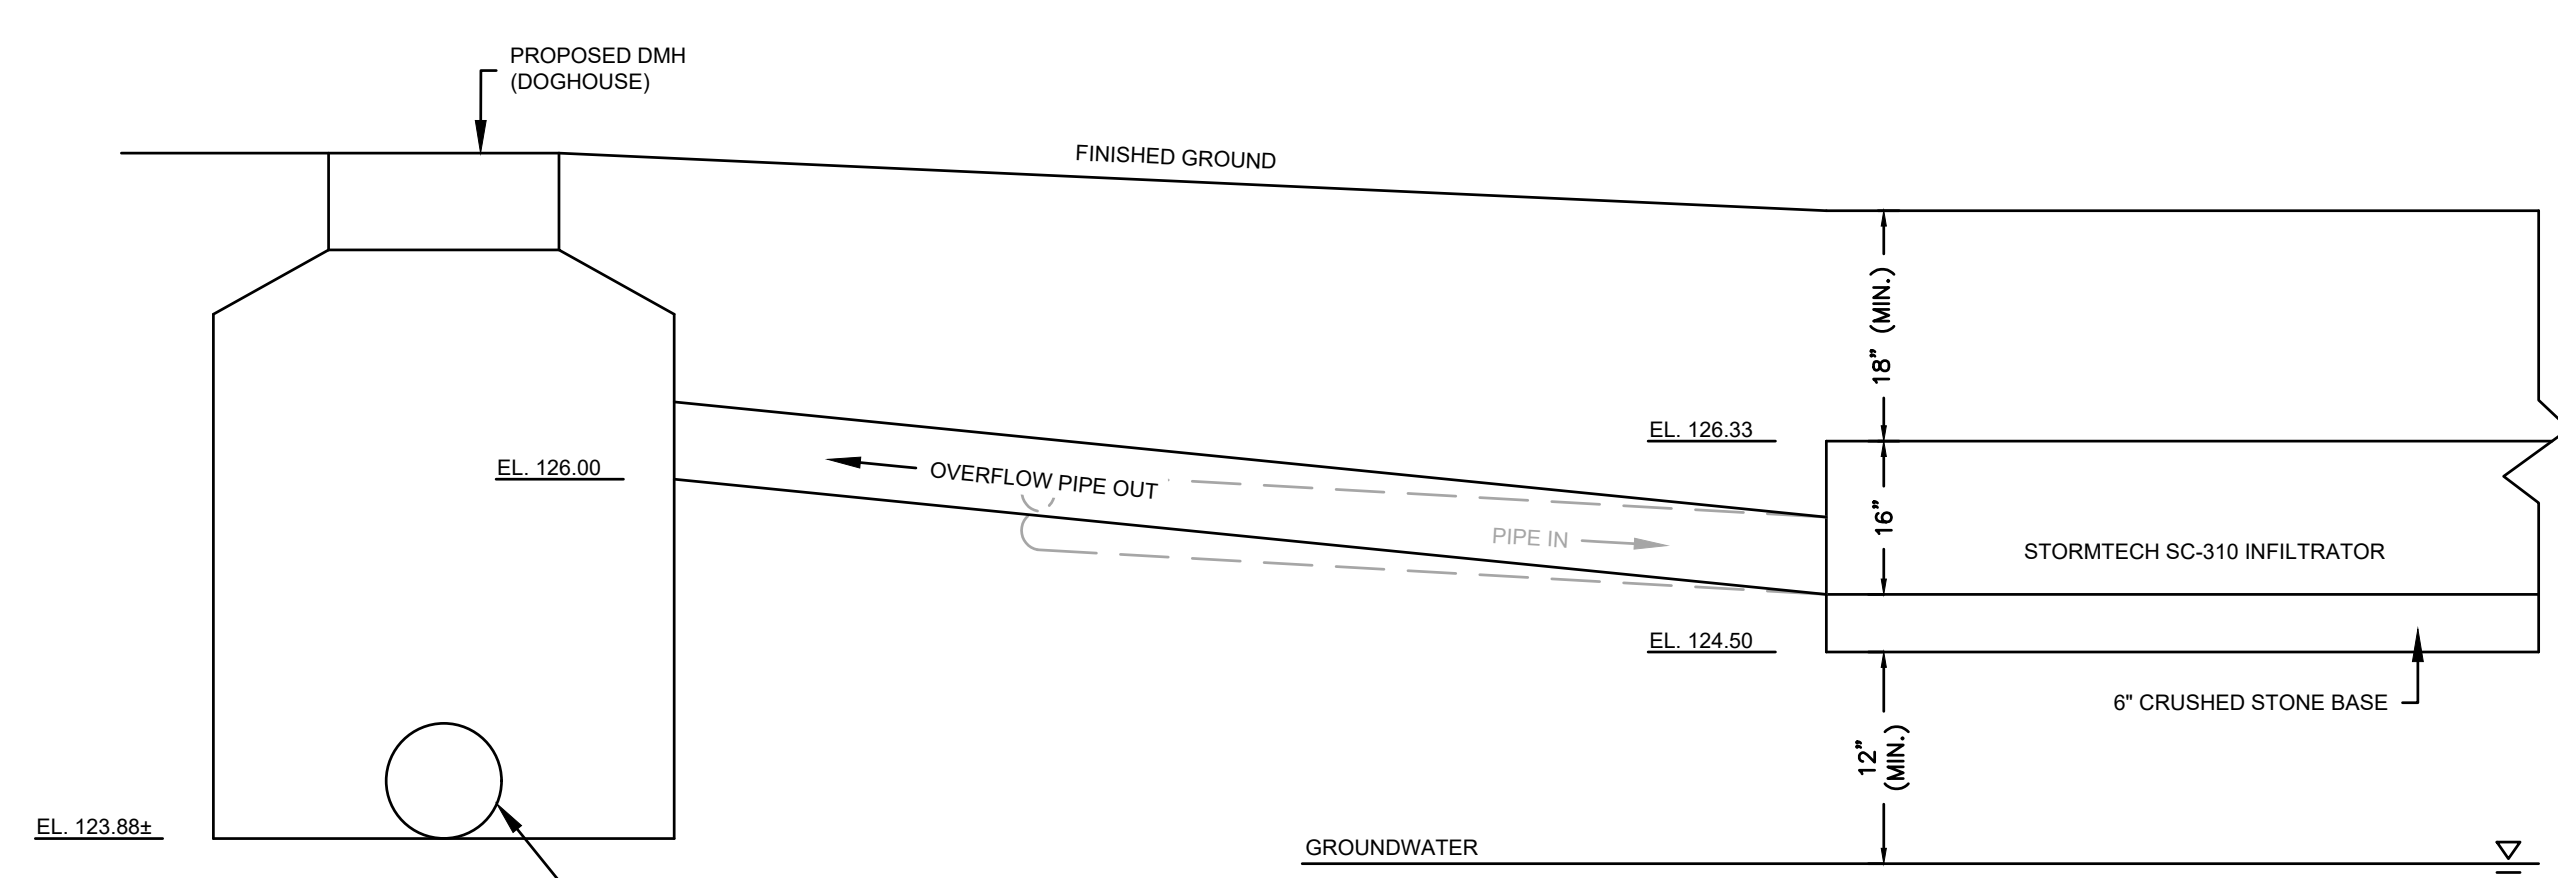 PROPOSED DMH
(DOGHOUSE)
FINISHED GROUND
18" (MIN.)
EL. 126.33
EL. 126.00
OVERFLOW PIPE OUT
PIPE IN
16"
STORMTECH SC-310 INFILTRATOR
EL. 124.50
6" CRUSHED STONE BASE
12"
(MIN.)
EL. 123.88±
GROUNDWATER